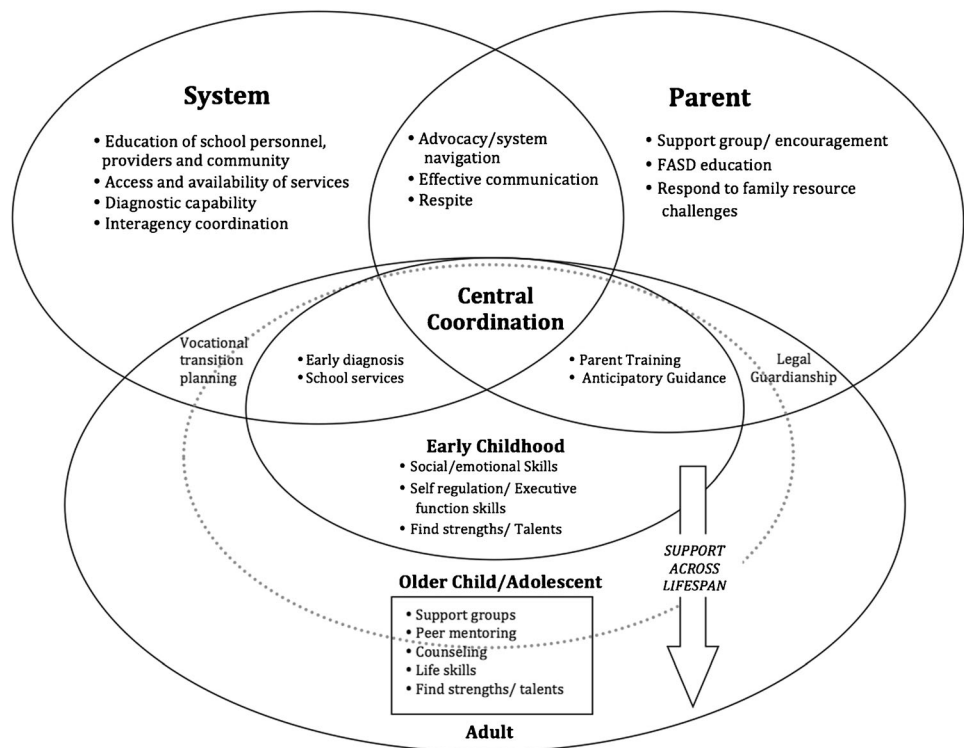 System
• Education of school personnel,
providers and community
• Access and availability of services
• Diagnostic capability
• Interagency coordination
• Advocacy/system
navigation
• Effective communication
• Respite
Parent
• Support group/ encouragement
• FASD education
• Respond to family resource
challenges
Central
Coordination
Vocational
transition
planning
• Early diagnosis
• School services
• Parent Training
• Anticipatory Guidance
Legal
Guardianship
Early Childhood
• Social/emotional Skills
• Self regulation/ Executive
function skills
• Find strengths/ Talents
SUPPORT
ACROSS
LIFESPAN
Older Child/Adolescent
• Support groups
• Peer mentoring
• Counseling
• Life skills
• Find strengths/ talents
Adult